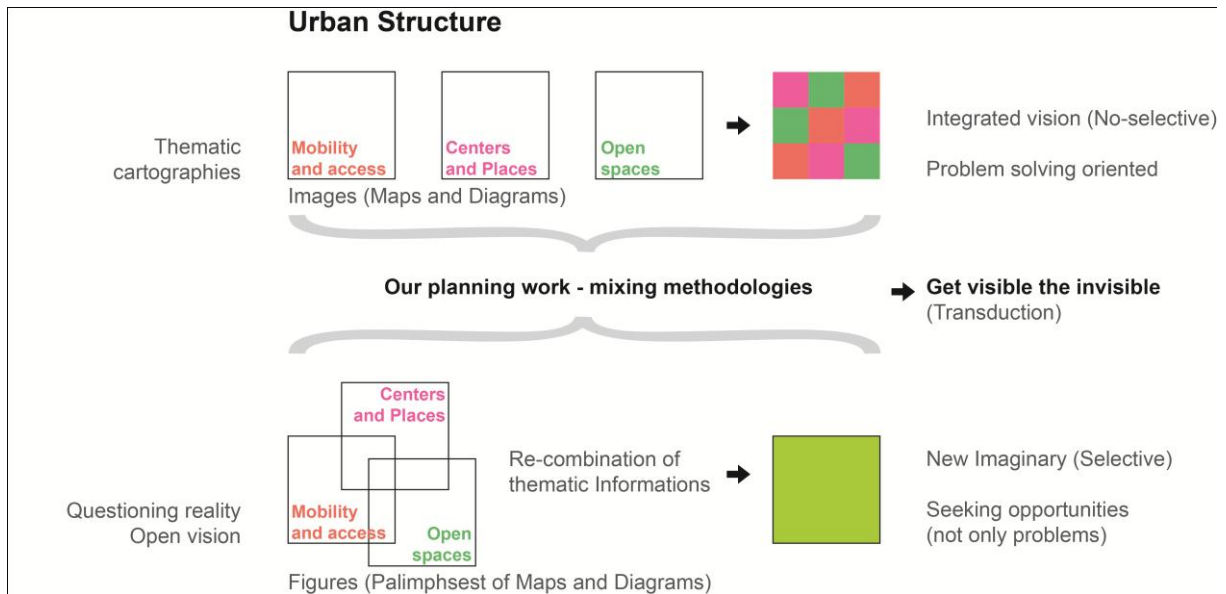 Urban Structure
Thematic
cartographies
Mobility
and access
Centers
and Places
Open
spaces
Images (Maps and Diagrams)
Integrated vision (No-selective)
Problem solving oriented
Our planning work - mixing methodologies
Get visible the invisible
(Transduction)
Questioning reality
Open vision
Centers
and Places
Mobility
and access
Open
spaces
Figures (Palimphsest of Maps and Diagrams)
Re-combination of
thematic Informations
New Imaginary (Selective)
Seeking opportunities
(not only problems)